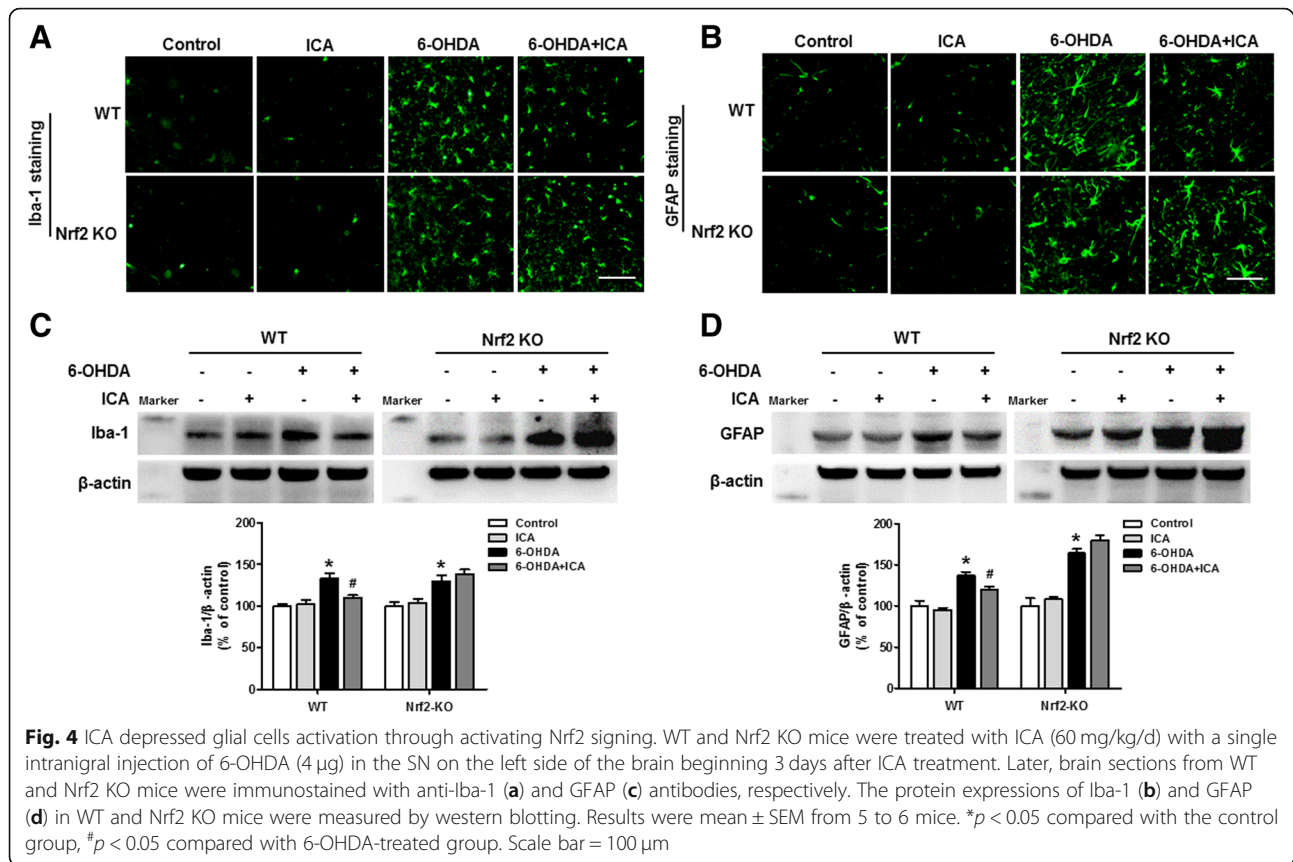 A
Control ICA 6-OHDA 6-OHDA+ICA
Iba-1 staining
WT
Nrf2 KO
B
Control ICA 6-OHDA 6-OHDA+ICA
GFAP staining
WT
Nrf2 KO
C
WT Nrf2 KO
6-OHDA - - + + - - + +
ICA Marker - + - + Marker - + - +
Iba-1
β-actin
Iba-1/β -actin
(% of control)
200
150
100
50
0
* # *
Control
ICA
6-OHDA
6-OHDA+ICA
WT Nrf2-KO
D
WT Nrf2 KO
6-OHDA - - + + - - + +
ICA Marker - + - + Marker - + - +
GFAP
β-actin
GFAP/β -actin
(% of control)
200
150
100
50
0
* # *
Control
ICA
6-OHDA
6-OHDA+ICA
WT Nrf2-KO
Fig. 4 ICA depressed glial cells activation through activating Nrf2 signing. WT and Nrf2 KO mice were treated with ICA (60 mg/kg/d) with a single
intranigral injection of 6-OHDA (4 μg) in the SN on the left side of the brain beginning 3 days after ICA treatment. Later, brain sections from WT
and Nrf2 KO mice were immunostained with anti-Iba-1 (a) and GFAP (c) antibodies, respectively. The protein expressions of Iba-1 (b) and GFAP
(d) in WT and Nrf2 KO mice were measured by western blotting. Results were mean ± SEM from 5 to 6 mice. *p < 0.05 compared with the control
group, #p < 0.05 compared with 6-OHDA-treated group. Scale bar = 100 μm